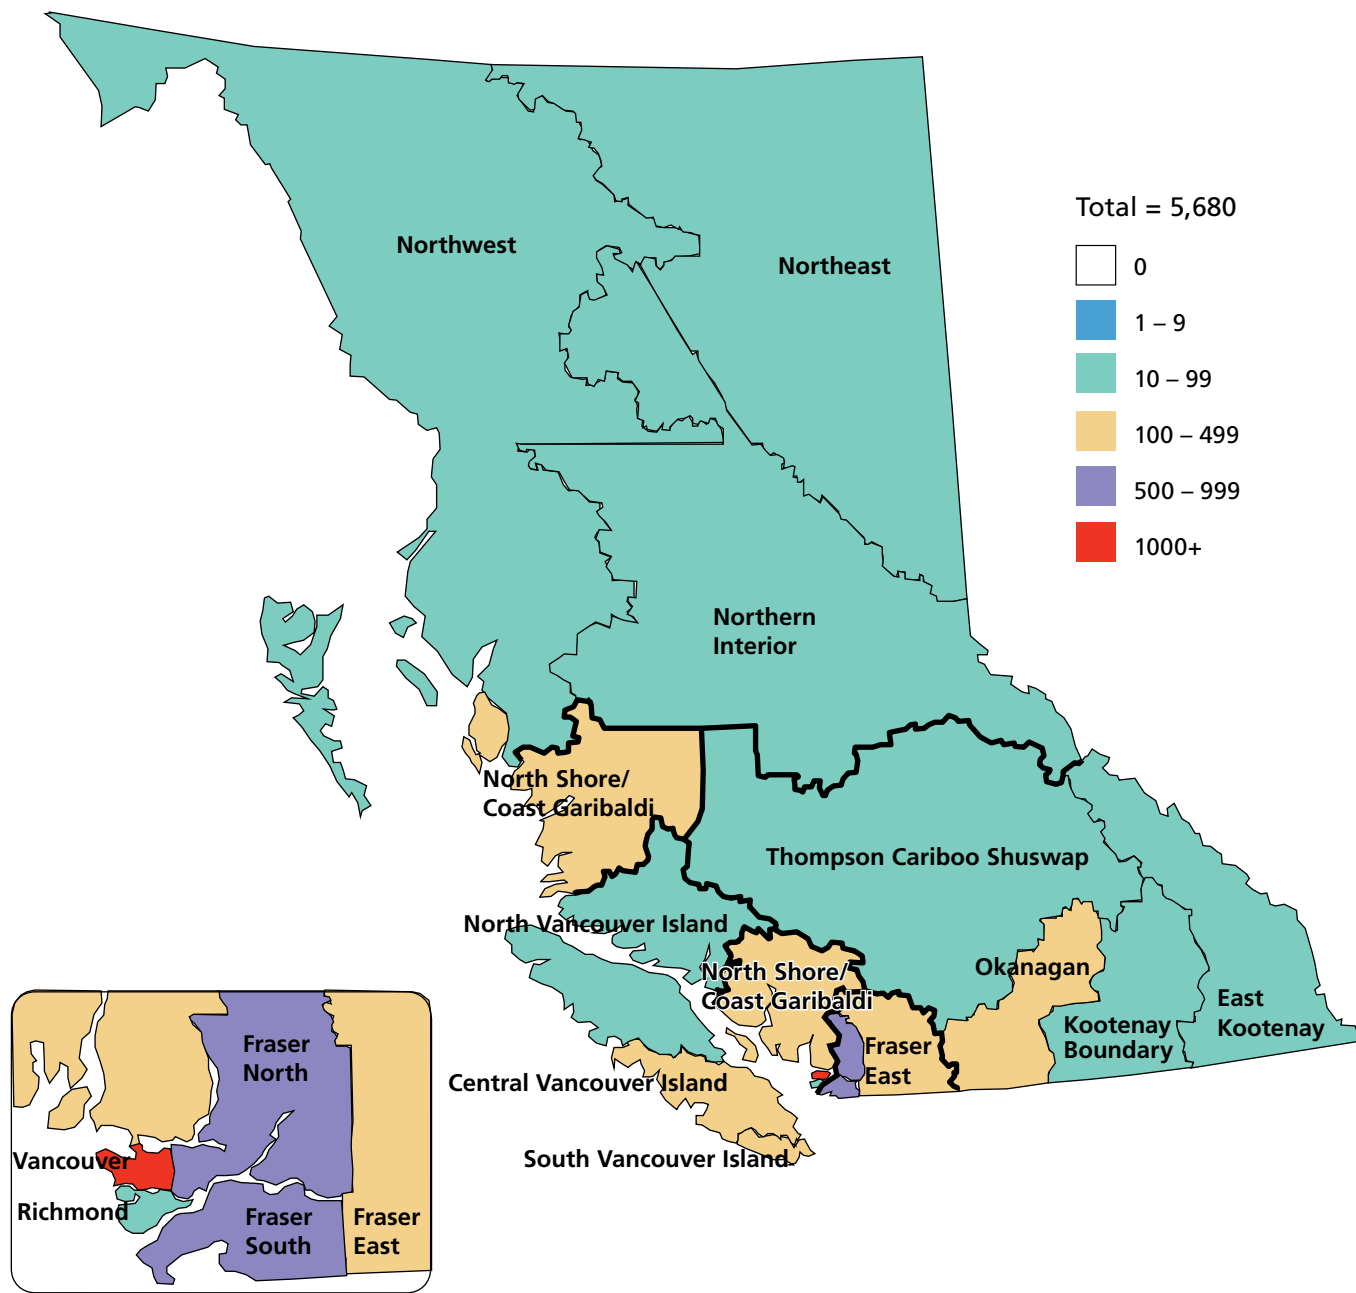 Northwest
Northeast
Total = 5,680
0
1 – 9
10 – 99
100 – 499
500 – 999
1000+
Northern
Interior
North Shore/
Coast Garibaldi
Thompson Cariboo Shuswap
North Vancouver Island
North Shore/
Coast Garibaldi
Okanagan
East
Kootenay
Kootenay
Boundary
Fraser
East
Central Vancouver Island
South Vancouver Island
Fraser
North
Vancouver
Richmond
Fraser
South
Fraser
East